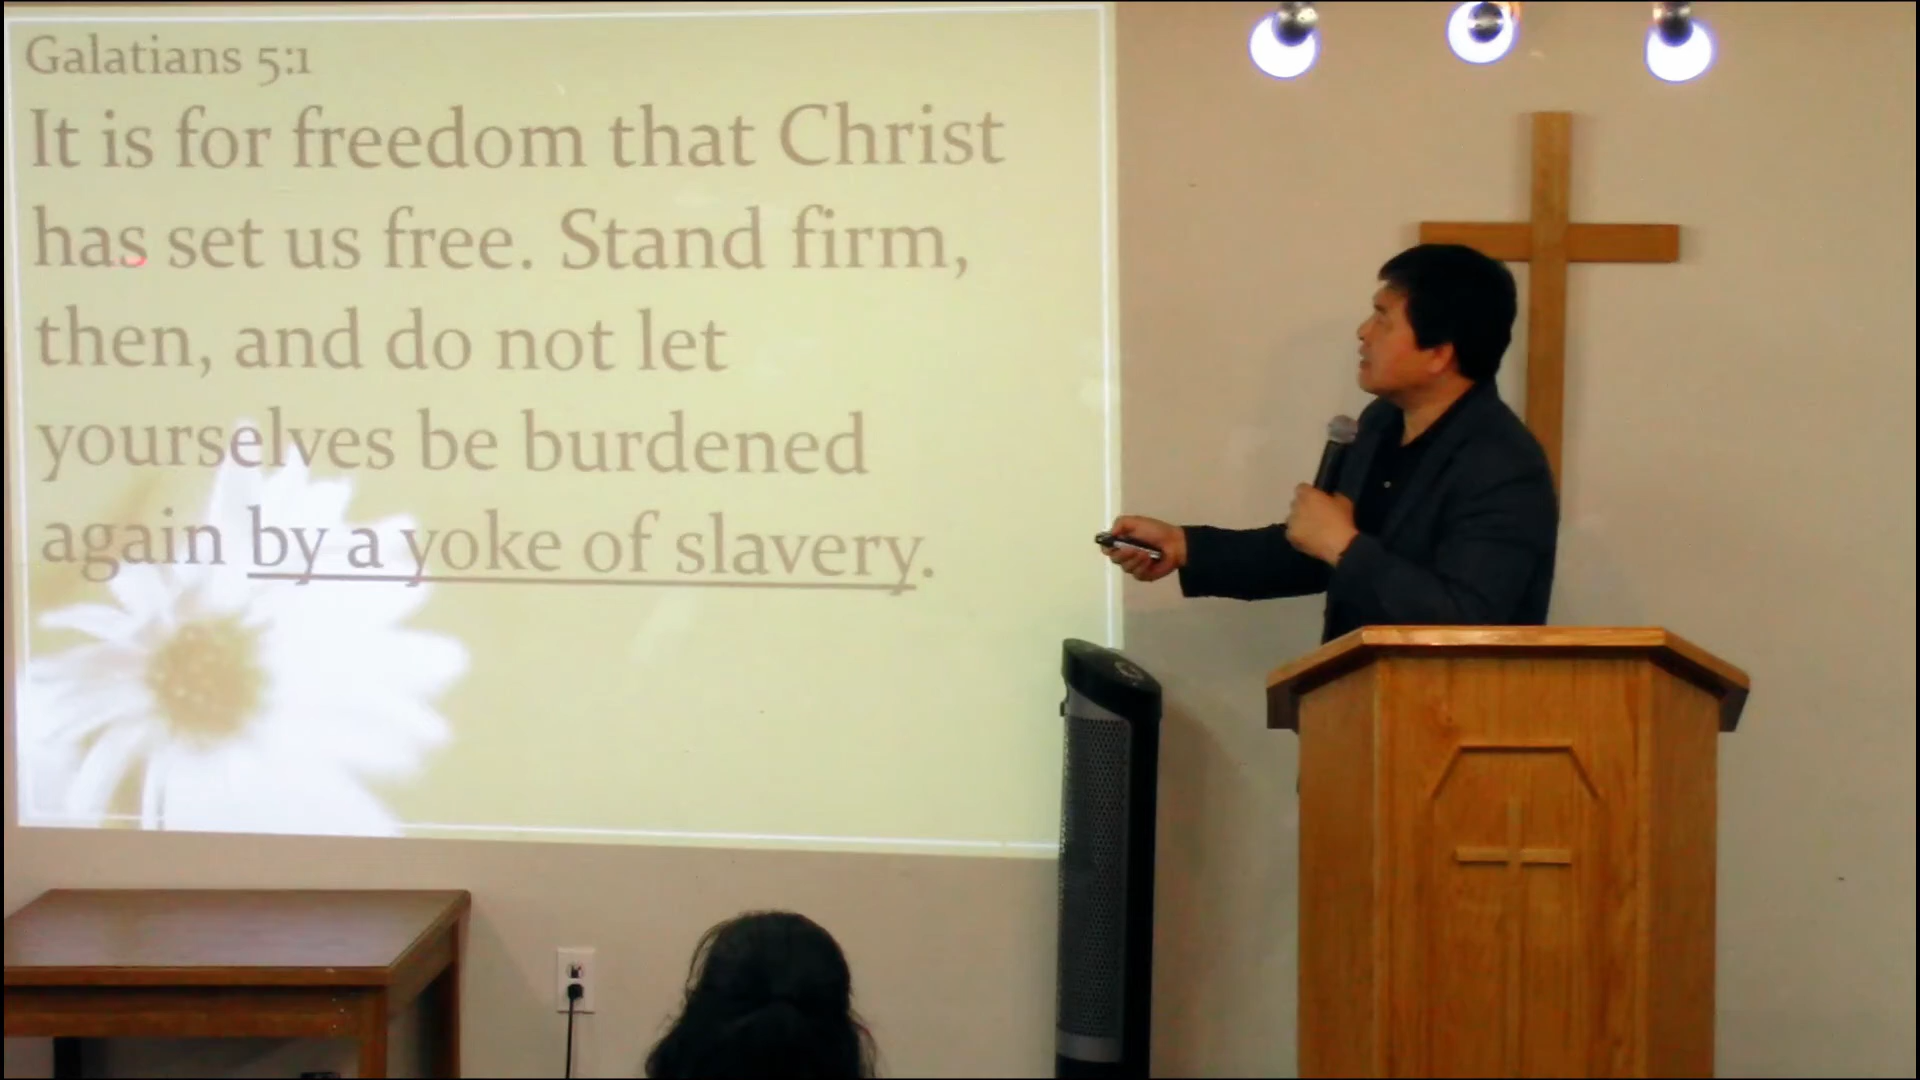 Galatians 5:1
It is for freedom that Christ
has set us free. Stand firm,
then, and do not let
yourselves be burdened
again by a yoke of slavery.